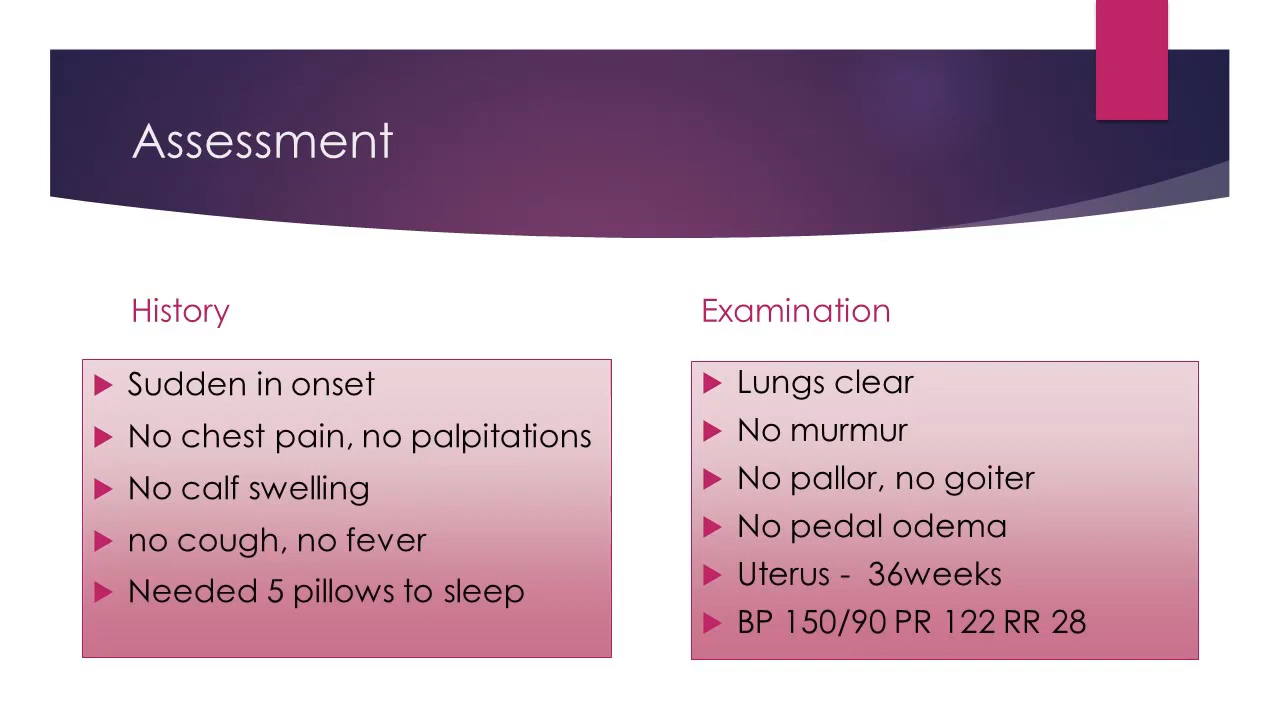 Assessment
History
Sudden in onset
No chest pain, no palpitations
No calf swelling
no cough, no fever
Needed 5 pillows to sleep
Examination
Lungs clear
No murmur
No pallor, no goiter
No pedal odema
Uterus -  36weeks
BP 150/90 PR 122 RR 28